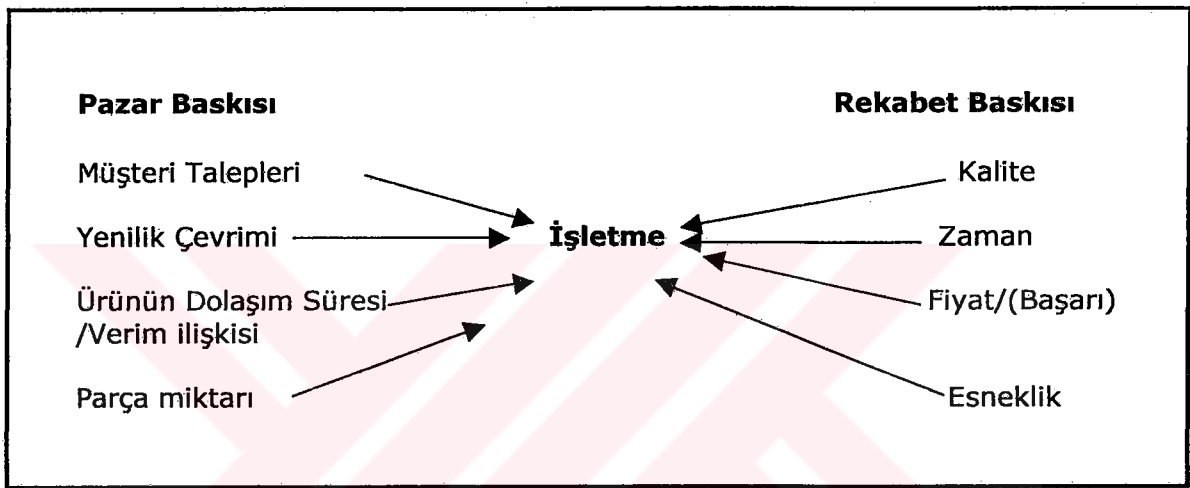 Pazar Baskısı
Rekabet Baskısı
Müşteri Talepleri
Kalite
Yenilik Çevrimi
İşletme
Zaman
Ürünün Dolaşım Süresi
/Verim ilişkisi
Fiyat/(Başarı)
Parça miktarı
Esneklik